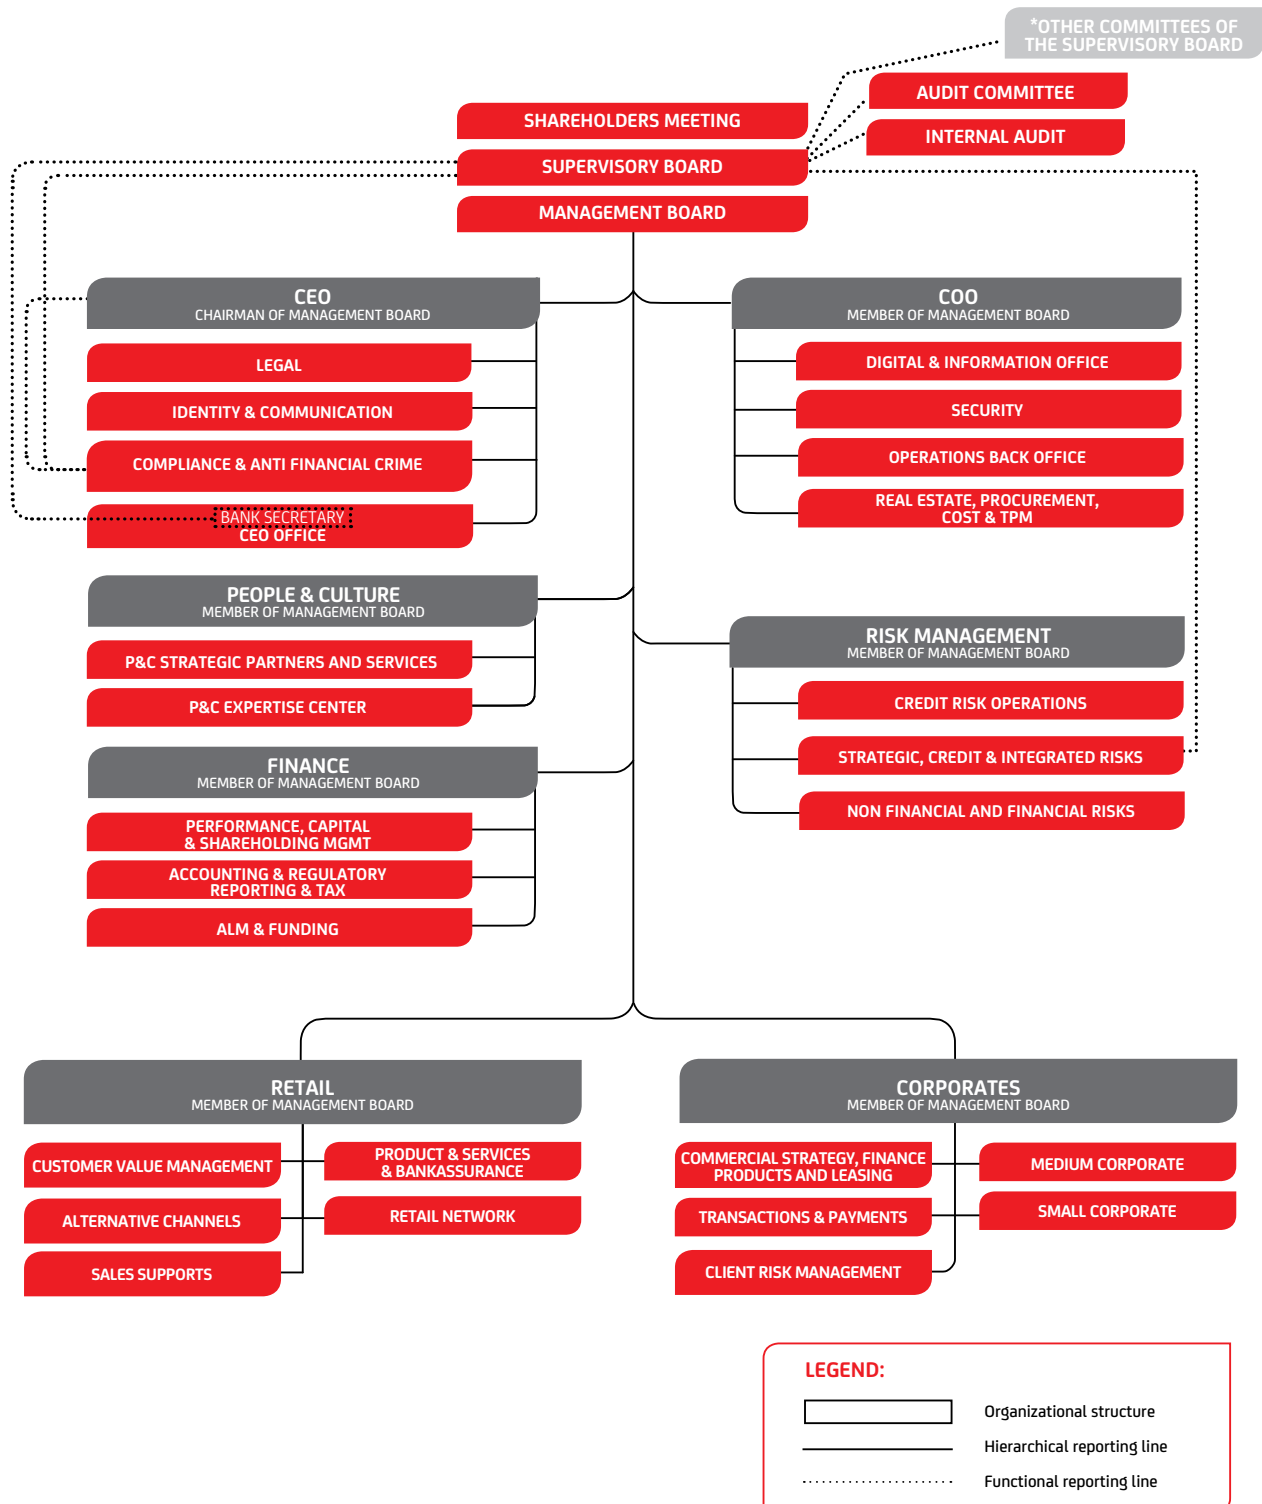 *OTHER COMMITTEES OF
THE SUPERVISORY BOARD
AUDIT COMMITTEE
SHAREHOLDERS MEETING
INTERNAL AUDIT
SUPERVISORY BOARD
MANAGEMENT BOARD
CEO
CHAIRMAN OF MANAGEMENT BOARD
LEGAL
IDENTITY & COMMUNICATION
COMPLIANCE & ANTI FINANCIAL CRIME
BANK SECRETARY
CEO OFFICE
COO
MEMBER OF MANAGEMENT BOARD
DIGITAL & INFORMATION OFFICE
SECURITY
OPERATIONS BACK OFFICE
REAL ESTATE, PROCUREMENT,
COST & TPM
PEOPLE & CULTURE
MEMBER OF MANAGEMENT BOARD
P&C STRATEGIC PARTNERS AND SERVICES
P&C EXPERTISE CENTER
RISK MANAGEMENT
MEMBER OF MANAGEMENT BOARD
CREDIT RISK OPERATIONS
STRATEGIC, CREDIT & INTEGRATED RISKS
NON FINANCIAL AND FINANCIAL RISKS
FINANCE
MEMBER OF MANAGEMENT BOARD
PERFORMANCE, CAPITAL
& SHAREHOLDING MGMT
ACCOUNTING & REGULATORY
REPORTING & TAX
ALM & FUNDING
RETAIL
MEMBER OF MANAGEMENT BOARD
CUSTOMER VALUE MANAGEMENT
PRODUCT & SERVICES
& BANKASSURANCE
ALTERNATIVE CHANNELS
RETAIL NETWORK
SALES SUPPORTS
CORPORATES
MEMBER OF MANAGEMENT BOARD
COMMERCIAL STRATEGY, FINANCE
PRODUCTS AND LEASING
MEDIUM CORPORATE
TRANSACTIONS & PAYMENTS
SMALL CORPORATE
CLIENT RISK MANAGEMENT
LEGEND:
Organizational structure
Hierarchical reporting line
Functional reporting line